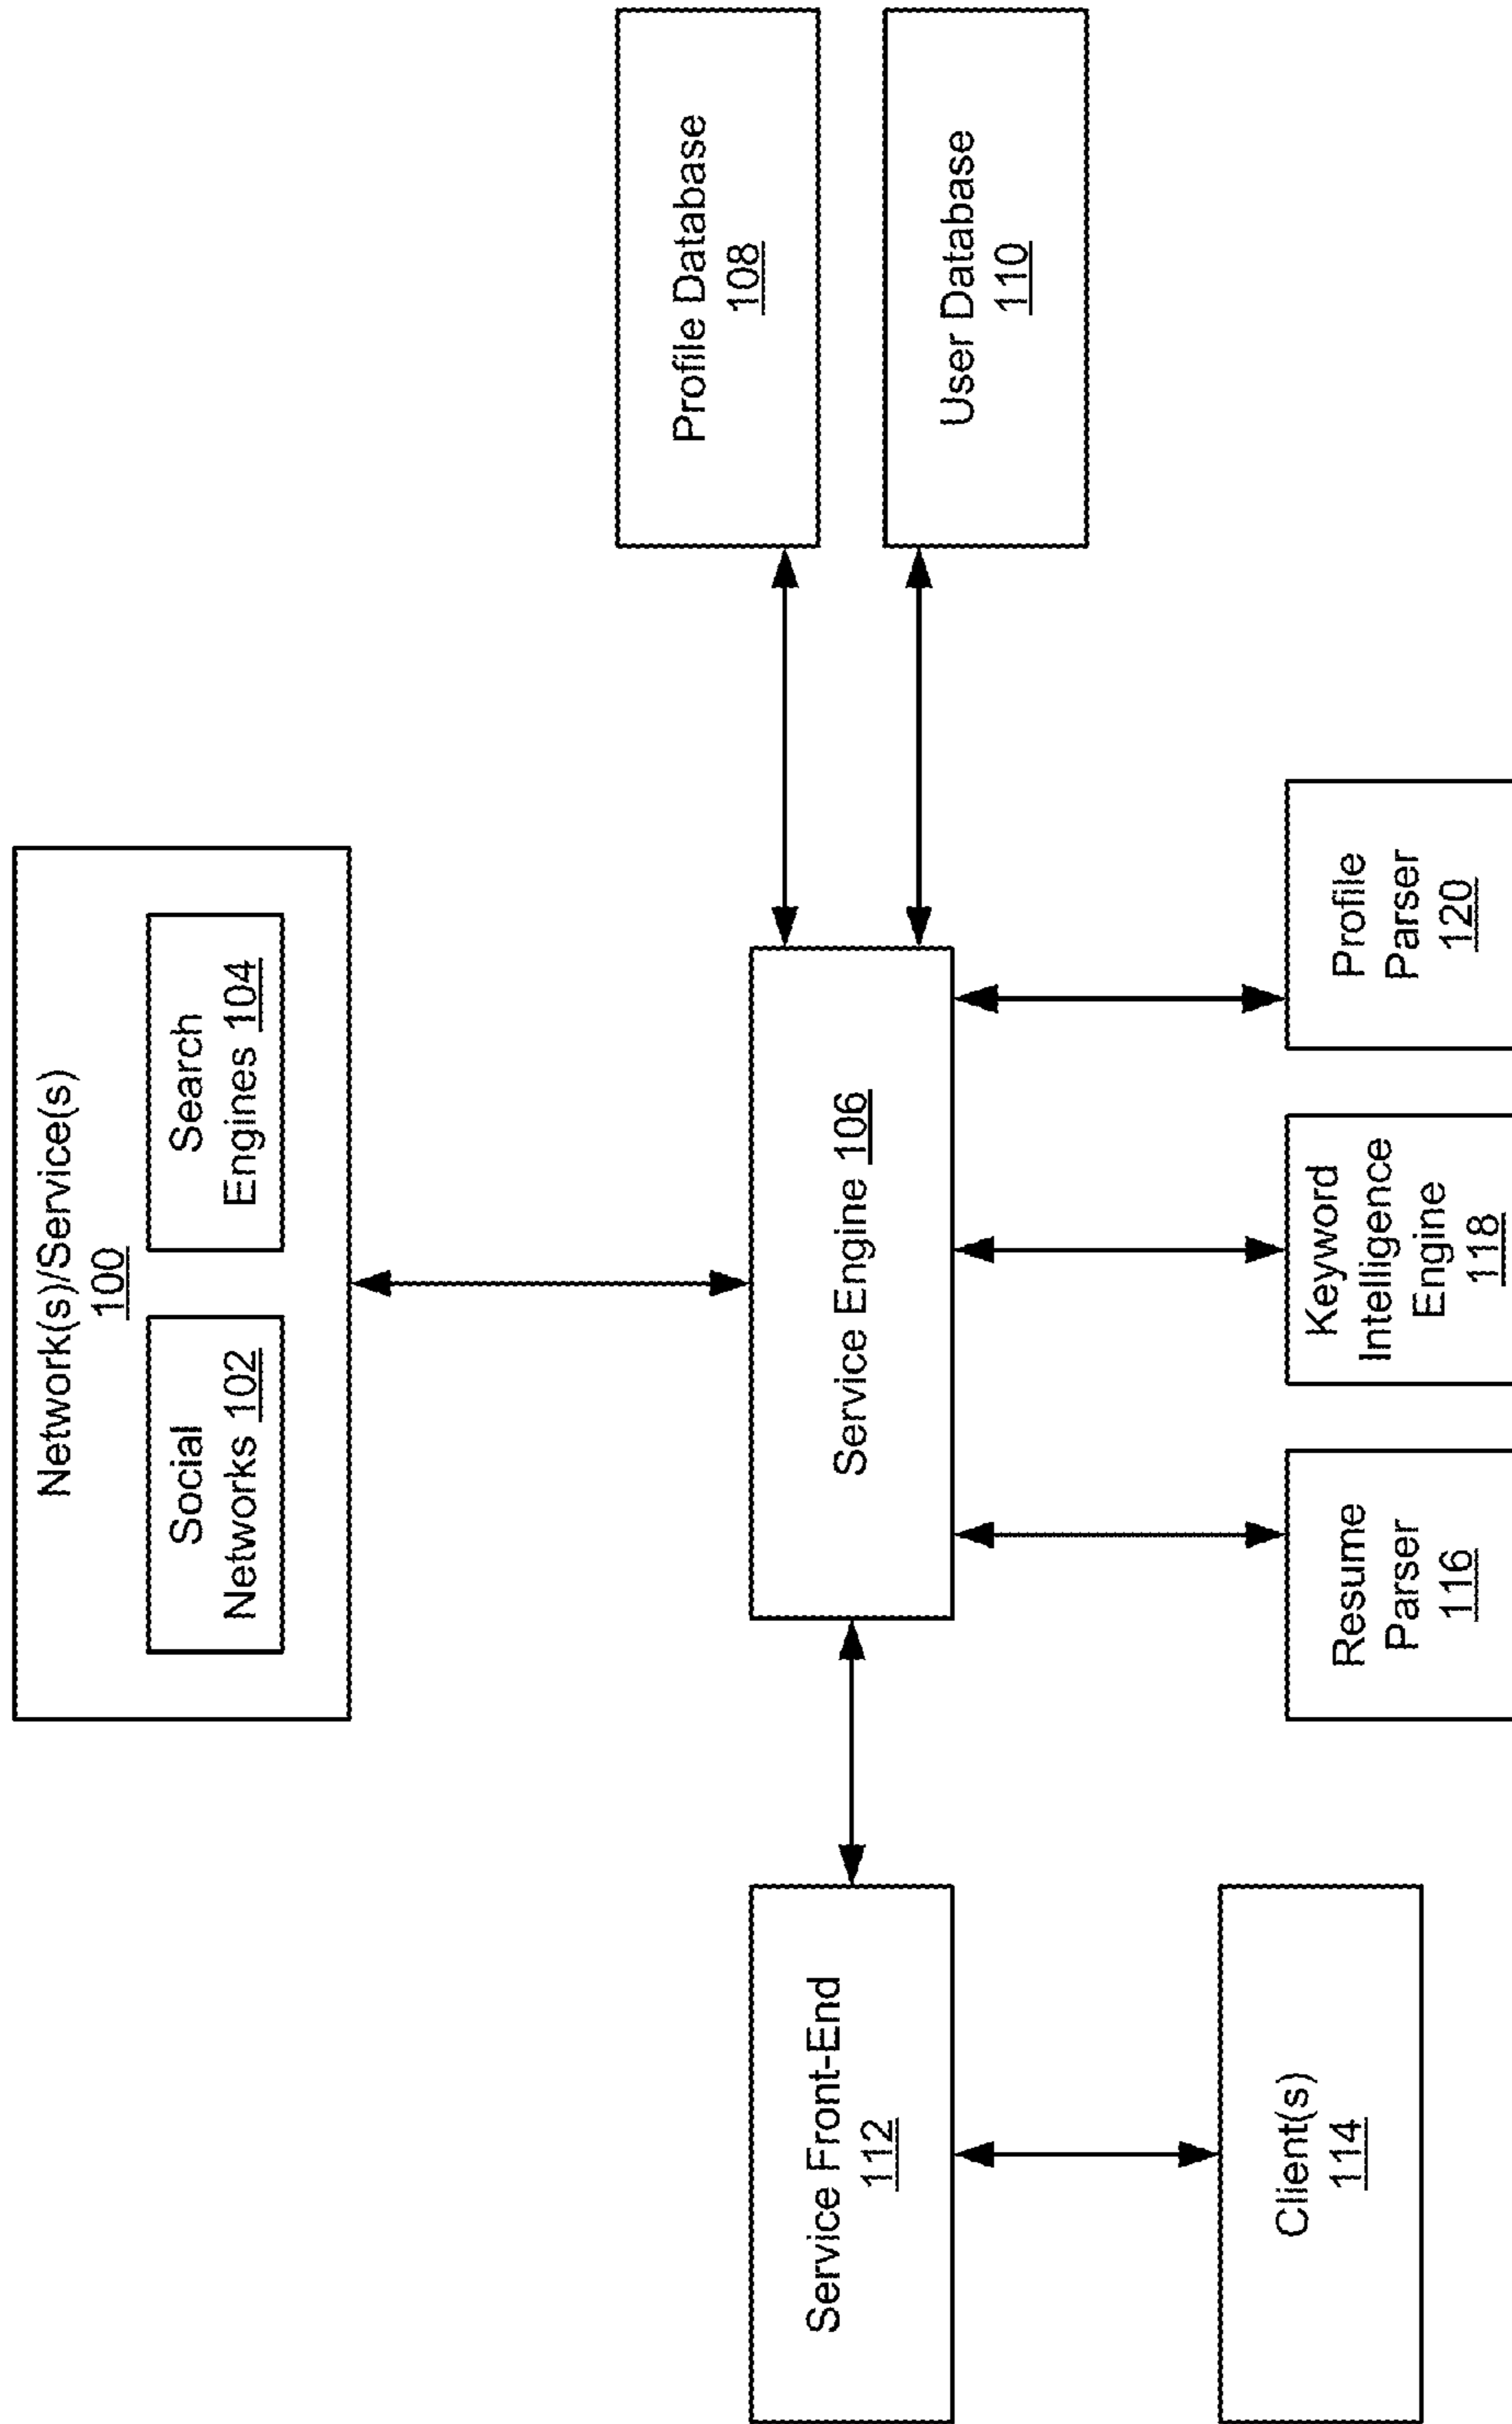 Network(s)/Service(s)
100
Social
Networks 102
Search
Engines 104
Profile Database
108
User Database
110
Service Engine 106
Service Front-End
112
Client(s)
114
Resume
Parser
116
Keyword
Intelligence
Engine
118
Profile
Parser
120